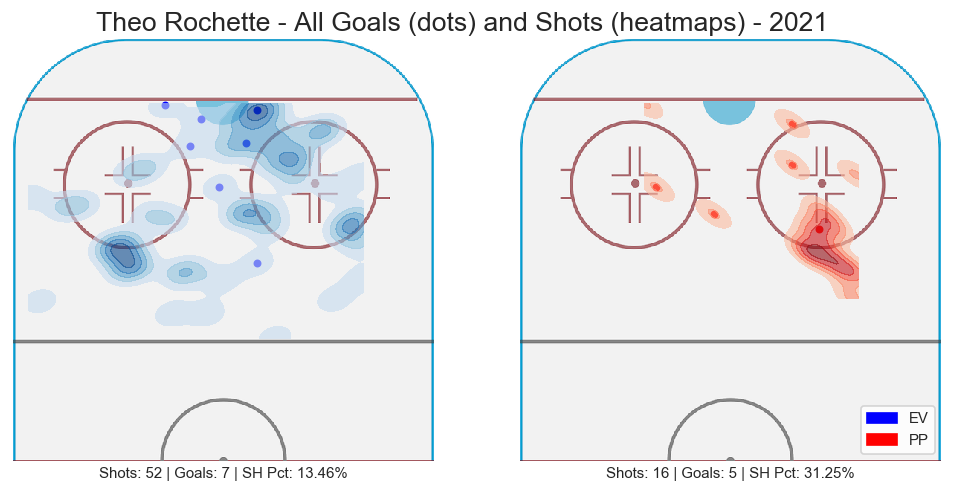 Theo Rochette - All Goals (dots) and Shots (heatmaps) - 2021
EV
PP
Shots: 52 | Goals: 7 | SH Pct: 13.46%
Shots: 16 | Goals: 5 | SH Pct: 31.25%